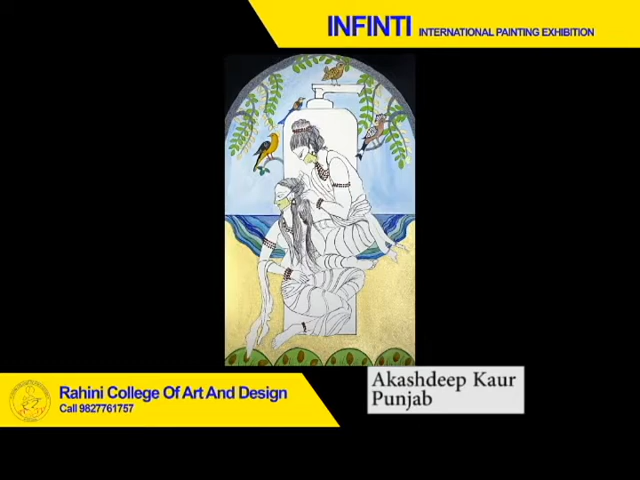 INFINTI INTERNATIONAL PAINTING EXHIBITION
Rahini College Of Art And Design
Call 9827761757
Akashdeep Kaur
Punjab